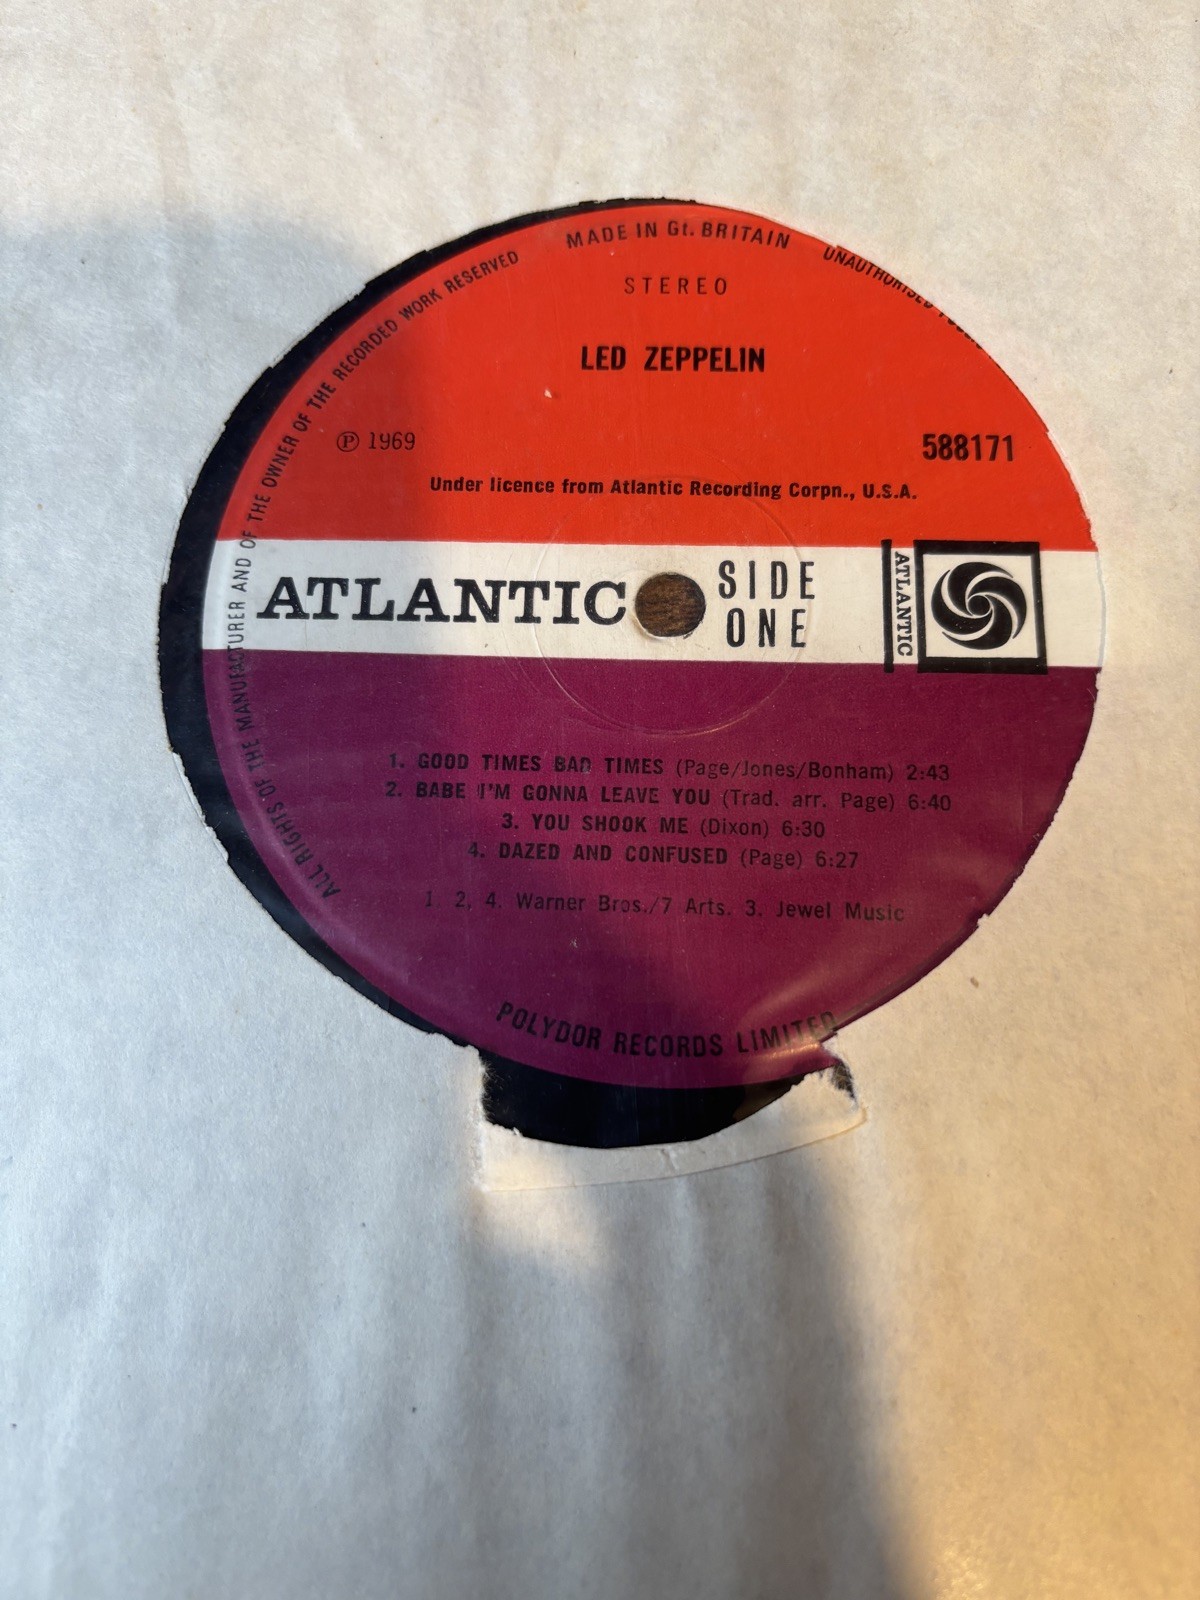 MADE IN Gt. BRITAIN
UNAUTHORISED
ALL RIGHTS OF THE MANUFACTURER AND OF THE OWNER OF THE RECORDED WORK RESERVED
STEREO
LED ZEPPELIN
℗ 1969
588171
Under licence from Atlantic Recording Corpn., U.S.A.
ATLANTIC
SIDE
ONE
ATLANTIC
1. GOOD TIMES BAD TIMES (Page/Jones/Bonham) 2:43
2. BABE I'M GONNA LEAVE YOU (Trad. arr. Page) 6:40
3. YOU SHOOK ME (Dixon) 6:30
4. DAZED AND CONFUSED (Page) 6:27
1. 2, 4. Warner Bros./7 Arts. 3. Jewel Music
POLYDOR RECORDS LIMITED